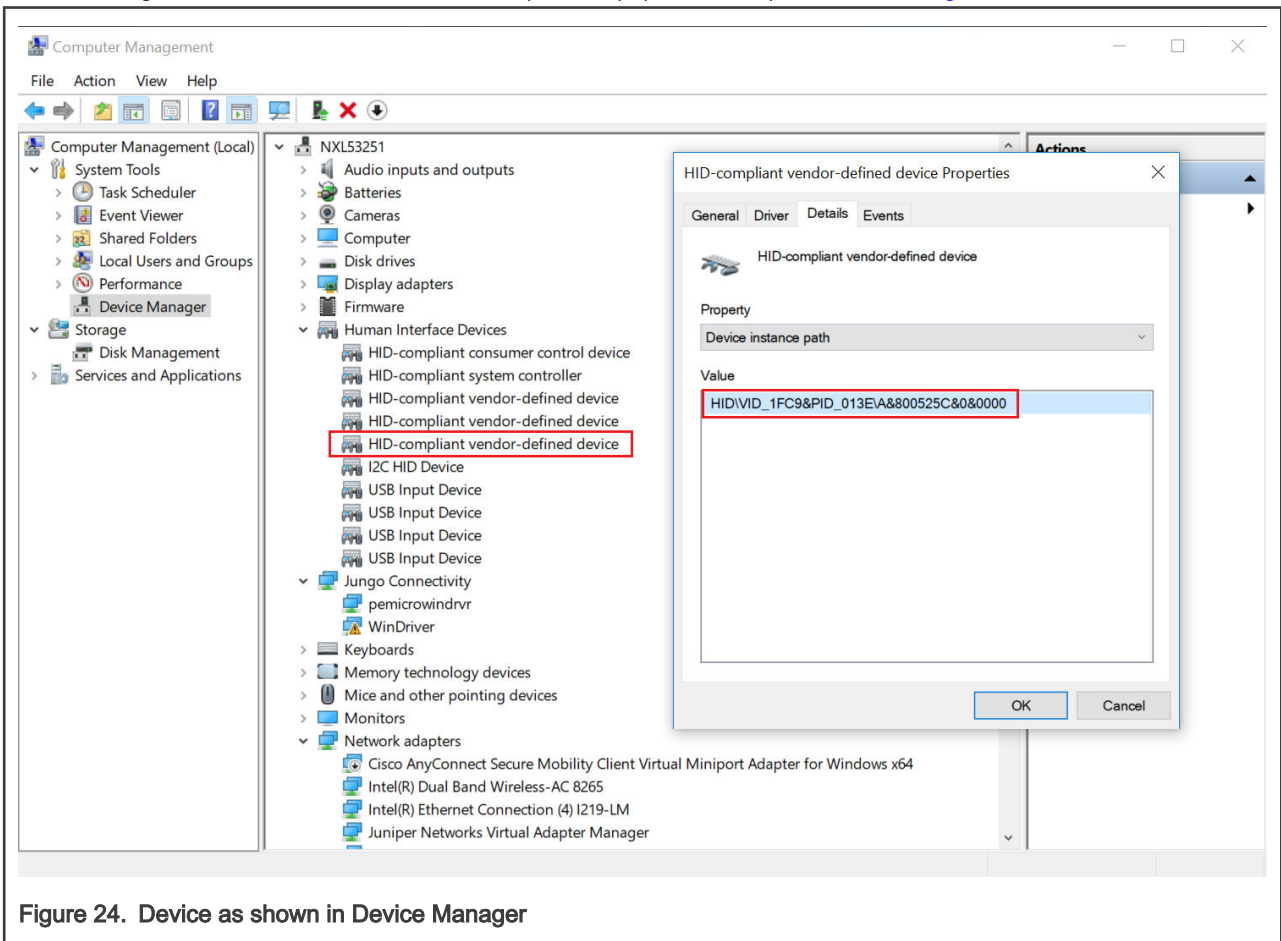 Computer Management
File Action View Help
Computer Management (Local)
System Tools
Task Scheduler
Event Viewer
Shared Folders
Local Users and Groups
Performance
Device Manager
Storage
Disk Management
Services and Applications
NXL53251
Audio inputs and outputs
Batteries
Cameras
Computer
Disk drives
Display adapters
Firmware
Human Interface Devices
HID-compliant consumer control device
HID-compliant system controller
HID-compliant vendor-defined device
HID-compliant vendor-defined device
HID-compliant vendor-defined device
I2C HID Device
USB Input Device
USB Input Device
USB Input Device
USB Input Device
Jungo Connectivity
pemicrowindrvr
WinDriver
Keyboards
Memory technology devices
Mice and other pointing devices
Monitors
Network adapters
Cisco AnyConnect Secure Mobility Client Virtual Miniport Adapter for Windows x64
Intel(R) Dual Band Wireless-AC 8265
Intel(R) Ethernet Connection (4) I219-LM
Juniper Networks Virtual Adapter Manager
Actions
HID-compliant vendor-defined device Properties
General Driver Details Events
HID-compliant vendor-defined device
Property
Device instance path
Value
HID\VID_1FC9&PID_013E\A&800525C&0&0000
OK Cancel
Figure 24. Device as shown in Device Manager